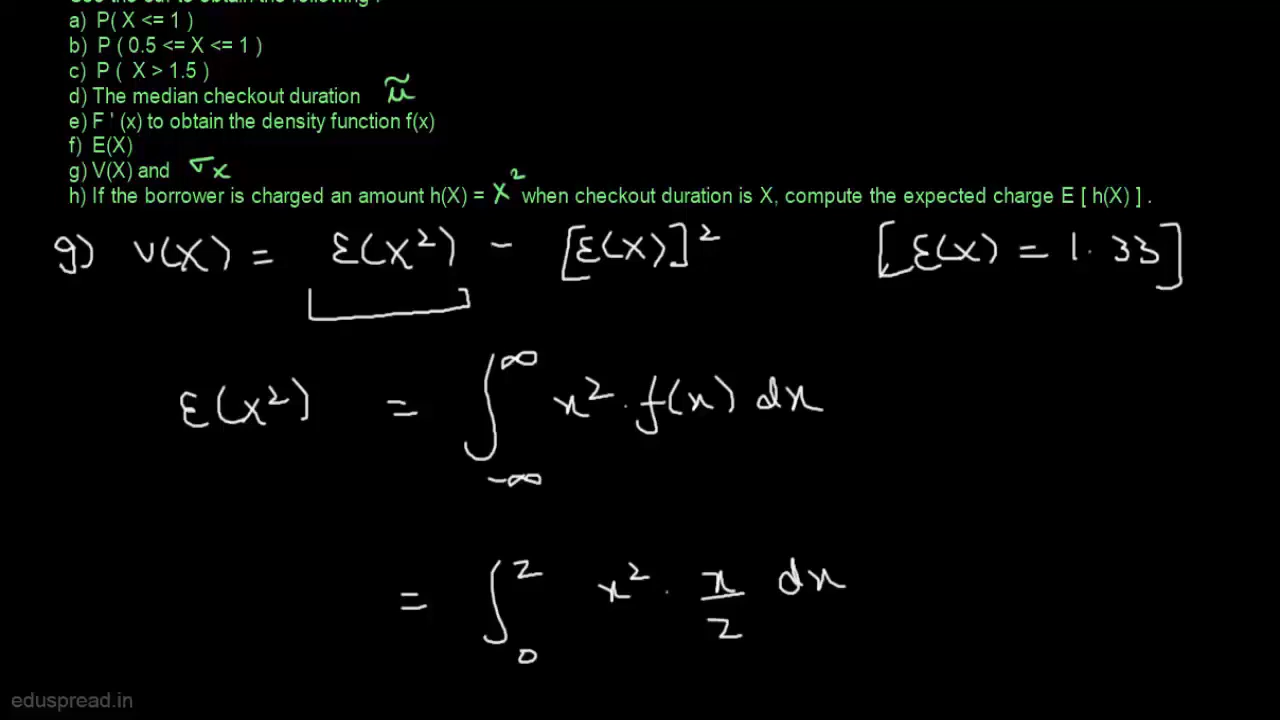 a) P( X <= 1 )
b) P ( 0.5 <= X <= 1 )
c) P ( X > 1.5 )
d) The median checkout duration μ̃
e) F ' (x) to obtain the density function f(x)
f) E(X)
g) V(X) and σx
h) If the borrower is charged an amount h(X) = X² when checkout duration is X, compute the expected charge E [ h(X) ] .
g) V(X) = E(X²) - [E(X)]² [E(X) = 1.33]
E(X²) = ∫_{-∞}^{∞} x² · f(x) dx
= ∫_0^2 x² · x/2 dx
eduspread.in